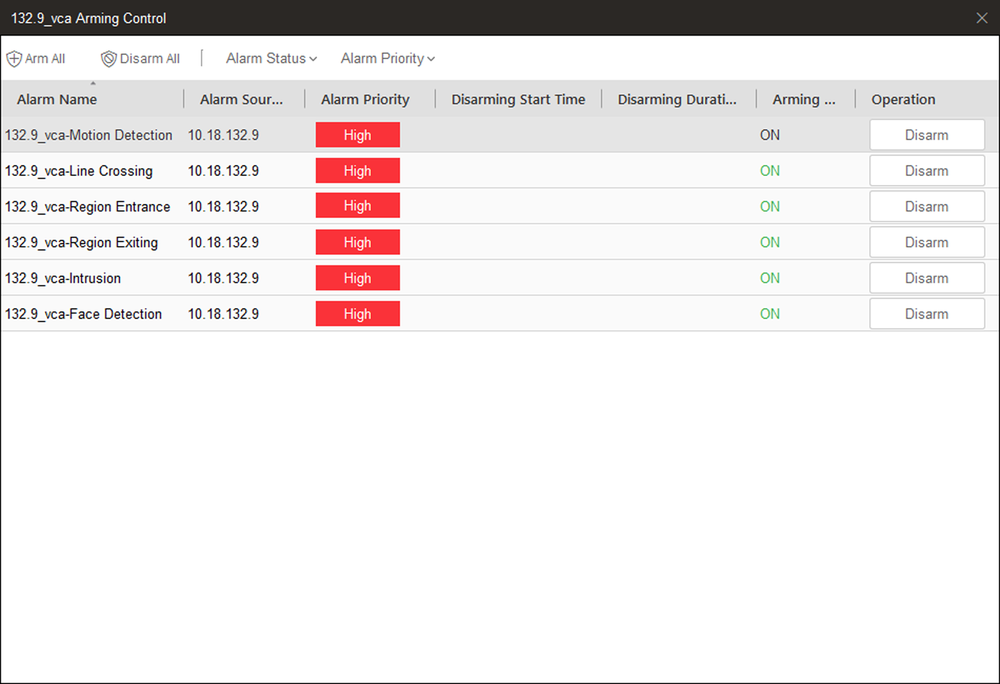 132.9_vca Arming Control
Arm All Disarm All Alarm Status Alarm Priority
Alarm Name Alarm Sour... Alarm Priority Disarming Start Time Disarming Durati... Arming ... Operation
132.9_vca-Motion Detection 10.18.132.9 High ON Disarm
132.9_vca-Line Crossing 10.18.132.9 High ON Disarm
132.9_vca-Region Entrance 10.18.132.9 High ON Disarm
132.9_vca-Region Exiting 10.18.132.9 High ON Disarm
132.9_vca-Intrusion 10.18.132.9 High ON Disarm
132.9_vca-Face Detection 10.18.132.9 High ON Disarm